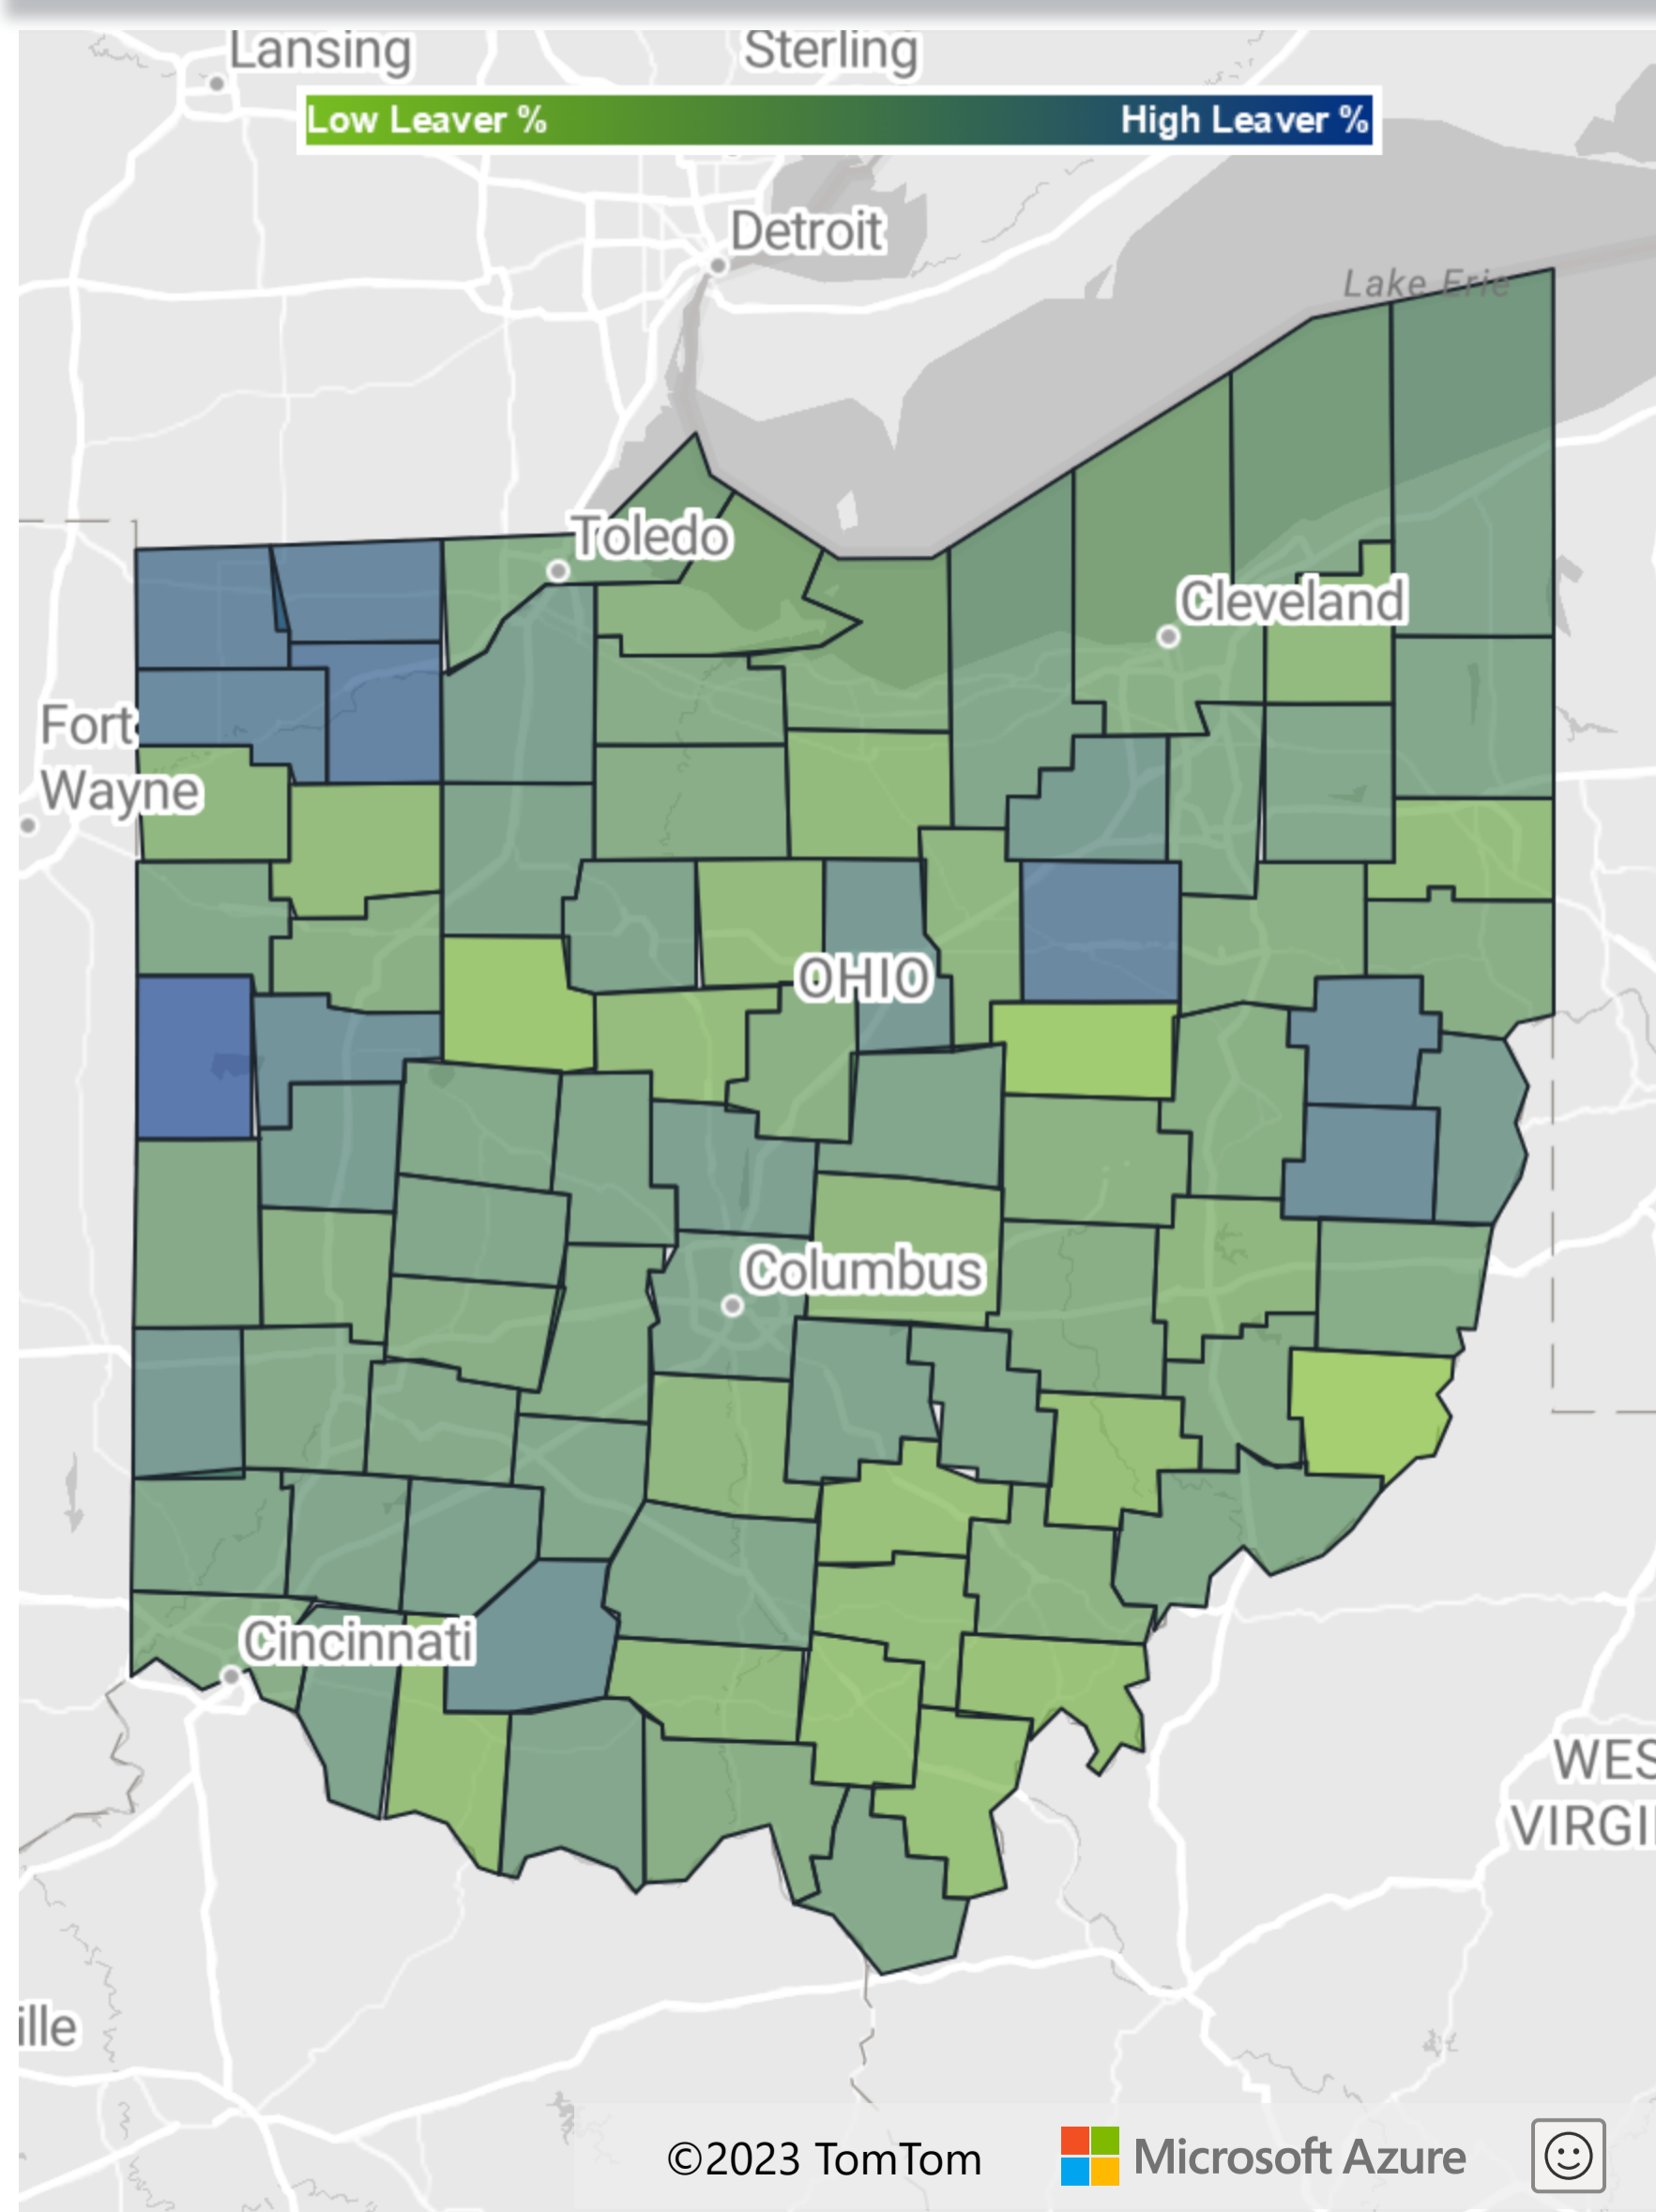 Lansing
Sterling
Low Leaver %
High Leaver %
Detroit
Lake Erie
Toledo
Cleveland
Fort
Wayne
OHIO
Columbus
Cincinnati
WES
VIRGI
ille
©2023 TomTom
Microsoft Azure